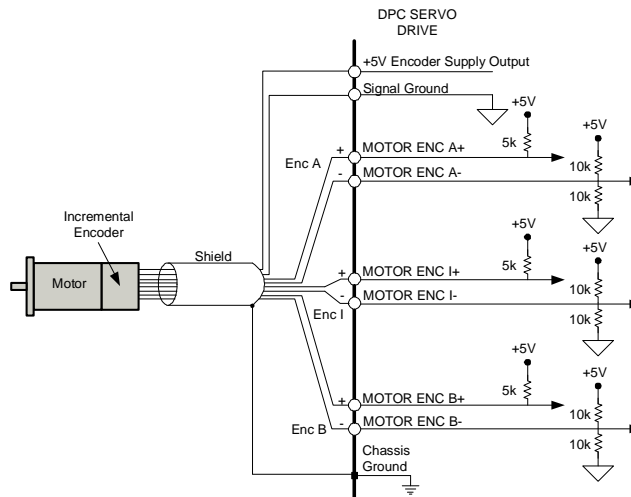 DPC SERVO
DRIVE
+5V Encoder Supply Output
Signal Ground
+5V
5k
+5V
10k
10k
Enc A
+
MOTOR ENC A+
-
MOTOR ENC A-
Incremental
Encoder
Motor
Shield
+5V
5k
+5V
10k
10k
Enc I
+
MOTOR ENC I+
-
MOTOR ENC I-
+5V
5k
+5V
10k
10k
Enc B
+
MOTOR ENC B+
-
MOTOR ENC B-
Chassis
Ground